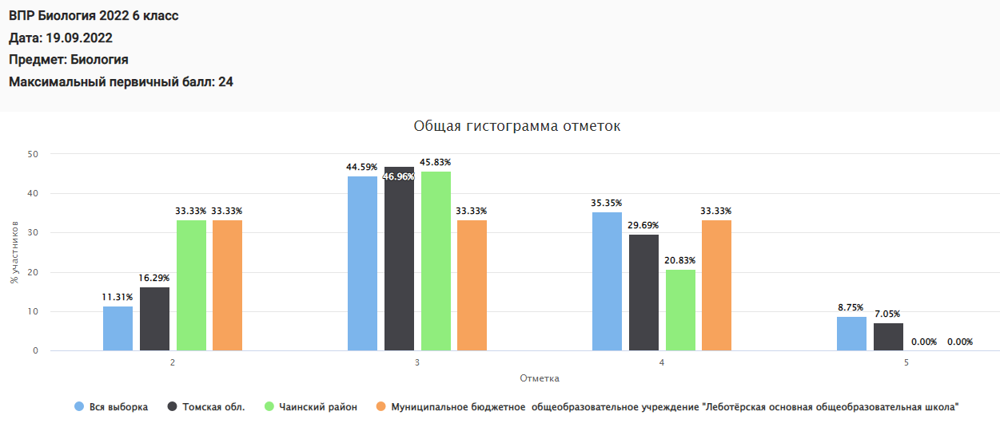 ВПР Биология 2022 6 класс
Дата: 19.09.2022
Предмет: Биология
Максимальный первичный балл: 24
Общая гистограмма отметок
% участников
50
40
30
20
10
0
11.31%
16.29%
33.33%
33.33%
44.59%
46.96%
45.83%
33.33%
35.35%
29.69%
20.83%
33.33%
8.75%
7.05%
0.00%
0.00%
2
3
4
5
Отметка
Вся выборка
Томская обл.
Чаинский район
Муниципальное бюджетное  общеобразовательное учреждение "Леботёрская основная общеобразовательная школа"